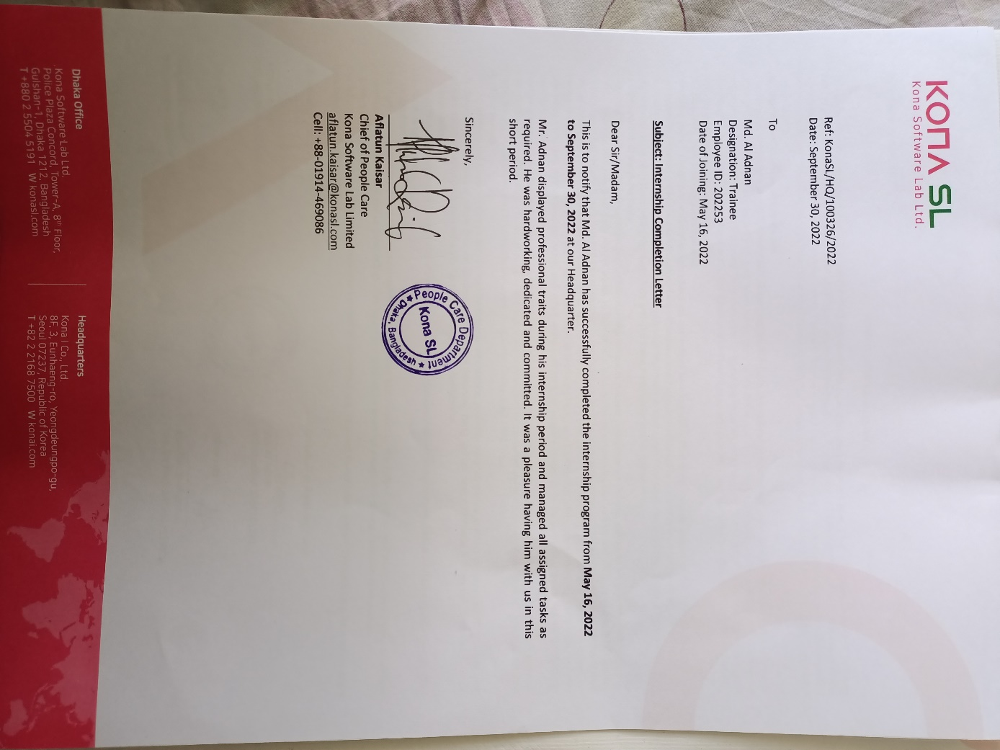 KONA SL
Kona Software Lab Ltd.
Ref: KonaSL/HQ/100326/2022
Date: September 30, 2022
To
Md. Al Adnan
Designation: Trainee
Employee ID: 202253
Date of Joining: May 16, 2022
Subject: Internship Completion Letter
Dear Sir/Madam,
This is to notify that Md. Al Adnan has successfully completed the internship program from May 16, 2022
to September 30, 2022 at our Headquarter.
Mr. Adnan displayed professional traits during his internship period and managed all assigned tasks as
required. He was hardworking, dedicated and committed. It was a pleasure having him with us in this
short period.
Sincerely,
Aflatun Kaisar
Chief of People Care
Kona Software Lab Limited
aflatun.kaisar@konasl.com
Cell: +88-01914-469086
People Care Department
Kona SL
Dhaka, Bangladesh
Dhaka Office
Kona Software Lab Ltd.
Police Plaza Concord, Tower-A, 8th Floor,
Gulshan-1, Dhaka 1212, Bangladesh
T +880 2 5504 5191 W konasl.com
Headquarters
Kona I Co., Ltd.
8F, 3, Eunhaeng-ro, Yeongdeungpo-gu,
Seoul 07237, Republic of Korea
T +82 2 2168 7500 W konai.com